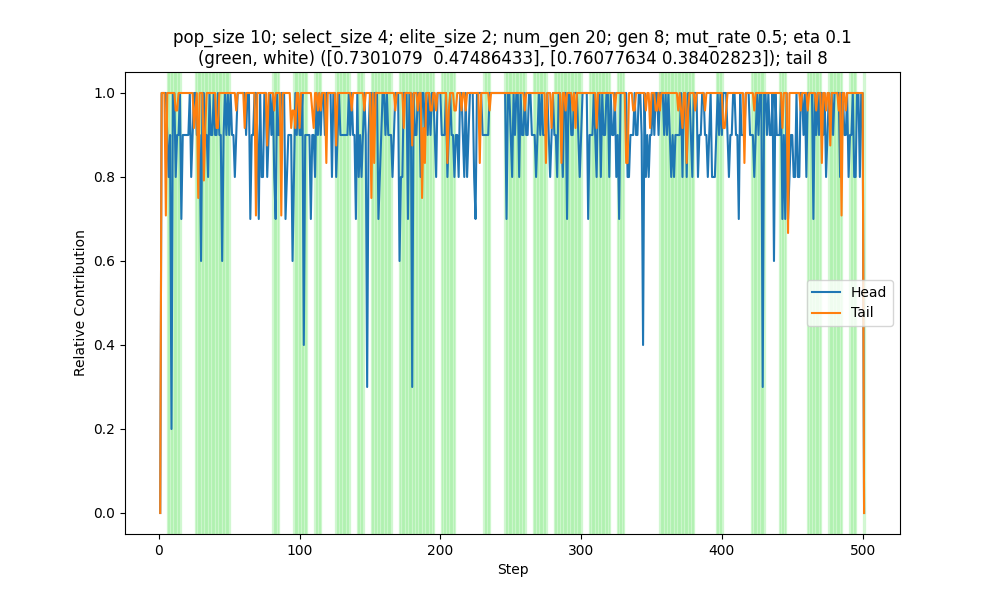 pop_size 10; select_size 4; elite_size 2; num_gen 20; gen 8; mut_rate 0.5; eta 0.1
(green, white) ([0.7301079  0.47486433], [0.76077634 0.38402823]); tail 8
Relative Contribution
1.0
0.8
0.6
0.4
0.2
0.0
Head
Tail
0
100
200
300
400
500
Step